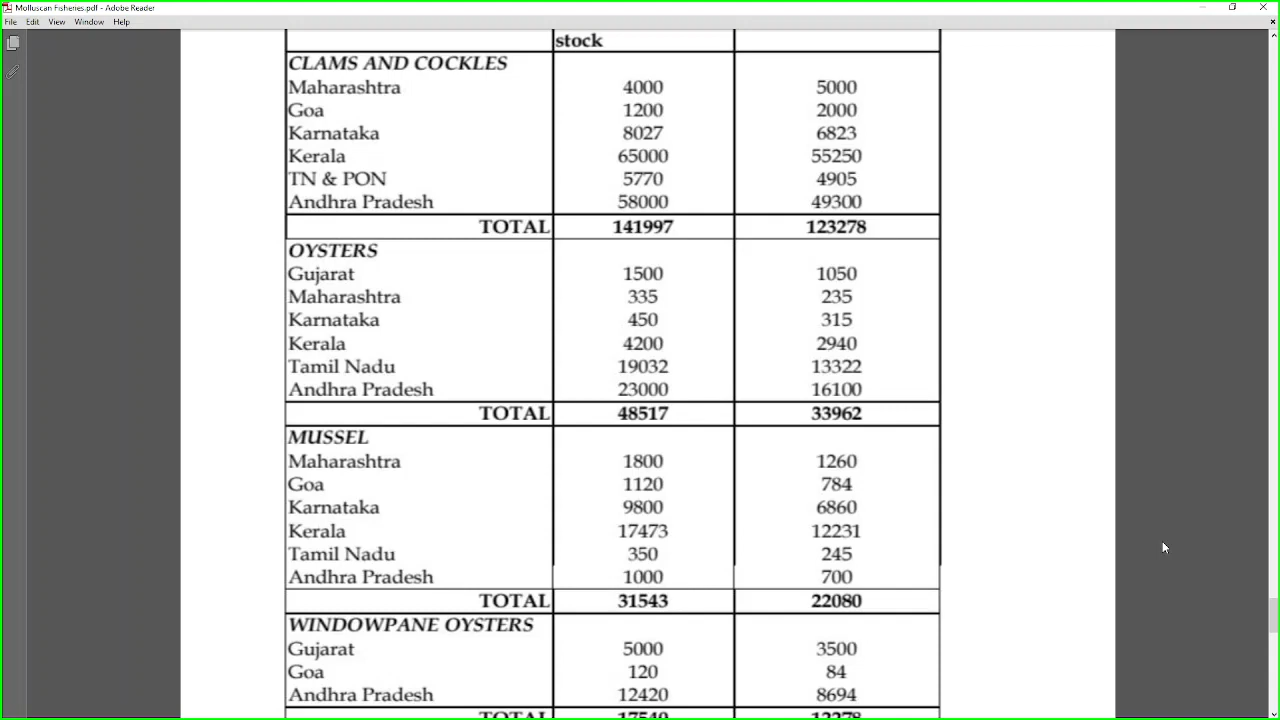 Molluscan Fisheries.pdf - Adobe Reader
File Edit View Window Help
stock
CLAMS AND COCKLES
Maharashtra 4000 5000
Goa 1200 2000
Karnataka 8027 6823
Kerala 65000 55250
TN & PON 5770 4905
Andhra Pradesh 58000 49300
TOTAL 141997 123278
OYSTERS
Gujarat 1500 1050
Maharashtra 335 235
Karnataka 450 315
Kerala 4200 2940
Tamil Nadu 19032 13322
Andhra Pradesh 23000 16100
TOTAL 48517 33962
MUSSEL
Maharashtra 1800 1260
Goa 1120 784
Karnataka 9800 6860
Kerala 17473 12231
Tamil Nadu 350 245
Andhra Pradesh 1000 700
TOTAL 31543 22080
WINDOWPANE OYSTERS
Gujarat 5000 3500
Goa 120 84
Andhra Pradesh 12420 8694
TOTAL 17540 12278